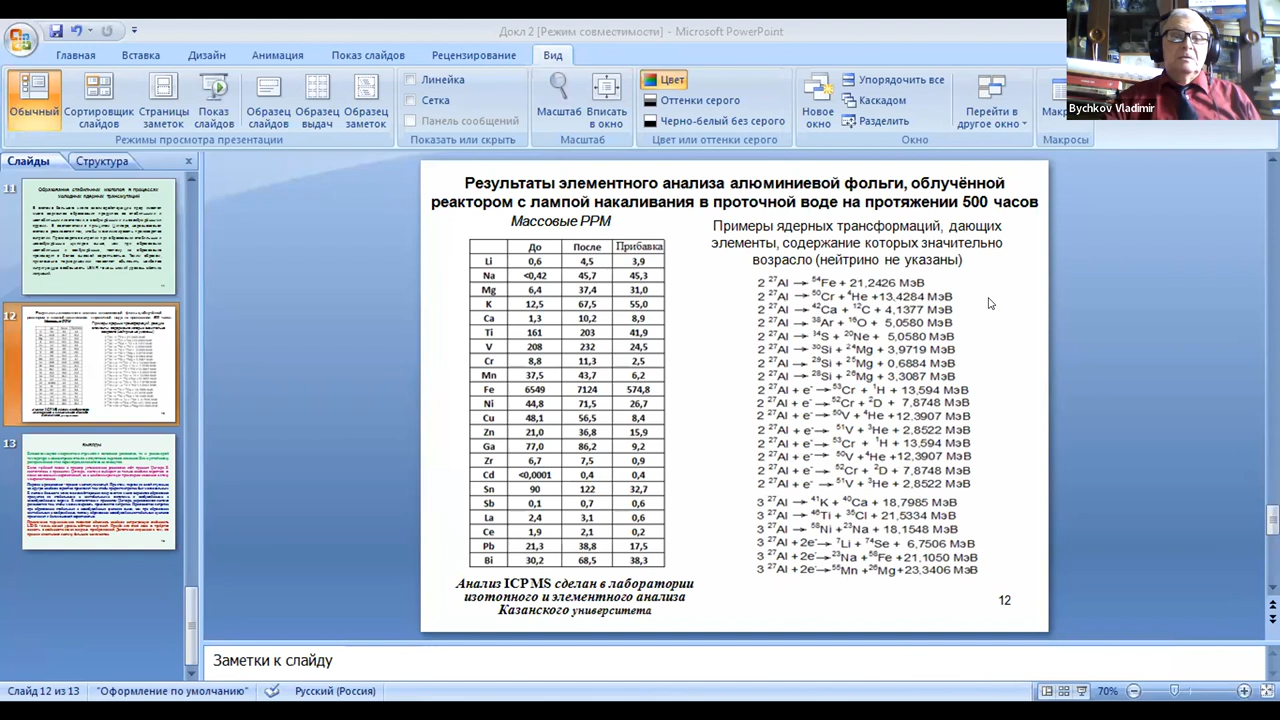 Докл 2 [Режим совместимости] - Microsoft PowerPoint
Главная Вставка Дизайн Анимация Показ слайдов Рецензирование Вид
Обычный Сортировщик слайдов Страницы заметок Показ слайдов Образец слайдов Образец выдач Образец заметок
Режимы просмотра презентации
Линейка
Сетка
Панель сообщений
Показать или скрыть
Масштаб Вписать в окно
Масштаб
Цвет
Оттенки серого
Черно-белый без серого
Цвет или оттенки серого
Новое окно
Упорядочить все
Каскадом
Разделить
Перейти в другое окно
Окно
Макросы
Bychkov Vladimir
Слайды Структура
11
Образование стабильных изотопов в процессах
холодных ядерных трансмутаций
12
13
Результаты элементного анализа алюминиевой фольги, облучённой
реактором с лампой накаливания в проточной воде на протяжении 500 часов
Массовые PPM
До После Прибавка
Li 0,6 4,5 3,9
Na <0,42 45,7 45,3
Mg 6,4 37,4 31,0
K 12,5 67,5 55,0
Ca 1,3 10,2 8,9
Ti 161 203 41,9
V 208 232 24,5
Cr 8,8 11,3 2,5
Mn 37,5 43,7 6,2
Fe 6549 7124 574,8
Ni 44,8 71,5 26,7
Cu 48,1 56,5 8,4
Zn 21,0 36,8 15,9
Ga 77,0 86,2 9,2
Zr 6,7 7,5 0,9
Cd <0,0001 0,4 0,4
Sn 90 122 32,7
Sb 0,1 0,7 0,6
La 2,4 3,1 0,6
Ce 1,9 2,1 0,2
Pb 21,3 38,8 17,5
Bi 30,2 68,5 38,3
Анализ ICPMS сделан в лаборатории
изотопного и элементного анализа
Казанского университета
Примеры ядерных трансформаций, дающих
элементы, содержание которых значительно
возрасло (нейтрино не указаны)
2 ²⁷Al → ⁵⁴Fe + 21,2426 МэВ
2 ²⁷Al → ⁵⁰Cr + ⁴He +13,4284 МэВ
2 ²⁷Al → ⁴²Ca + ¹²C + 4,1377 МэВ
2 ²⁷Al → ³⁸Ar + ¹⁶O + 5,0580 МэВ
2 ²⁷Al → ³⁴S + ²⁰Ne + 5,0580 МэВ
2 ²⁷Al → ³⁰Si + ²⁴Mg + 3,9719 МэВ
2 ²⁷Al → ²⁹Si + ²⁵Mg + 0,6884 МэВ
2 ²⁷Al → ²⁸Si + ²⁶Mg + 3,3087 МэВ
2 ²⁷Al + e⁻ → ⁵³Cr + ¹H + 13,594 МэВ
2 ²⁷Al + e⁻ → ⁵²Cr + ²D + 7,8748 МэВ
2 ²⁷Al + e⁻ → ⁵⁰V + ⁴He +12,3907 МэВ
2 ²⁷Al + e⁻ → ⁵¹V + ³He + 2,8522 МэВ
2 ²⁷Al + e⁻ → ⁵³Cr + ¹H + 13,594 МэВ
2 ²⁷Al + e⁻ → ⁵⁰V + ⁴He +12,3907 МэВ
2 ²⁷Al + e⁻ → ⁵²Cr + ²D + 7,8748 МэВ
2 ²⁷Al + e⁻ → ⁵¹V + ³He + 2,8522 МэВ
3 ²⁷Al → ⁴¹K + ⁴⁰Ca + 18,7985 МэВ
3 ²⁷Al → ⁴⁶Ti + ³⁵Cl + 21,5334 МэВ
3 ²⁷Al → ⁵⁸Ni + ²³Na + 18,1548 МэВ
3 ²⁷Al +2e⁻ → ⁷Li + ⁷⁴Se + 6,7506 МэВ
3 ²⁷Al +2e⁻ → ²³Na + ⁵⁸Fe +21,1050 МэВ
3 ²⁷Al +2e⁻ → ⁵⁵Mn + ²⁶Mg +23,3406 МэВ
12
Заметки к слайду
Слайд 12 из 13 "Оформление по умолчанию" Русский (Россия) 70%